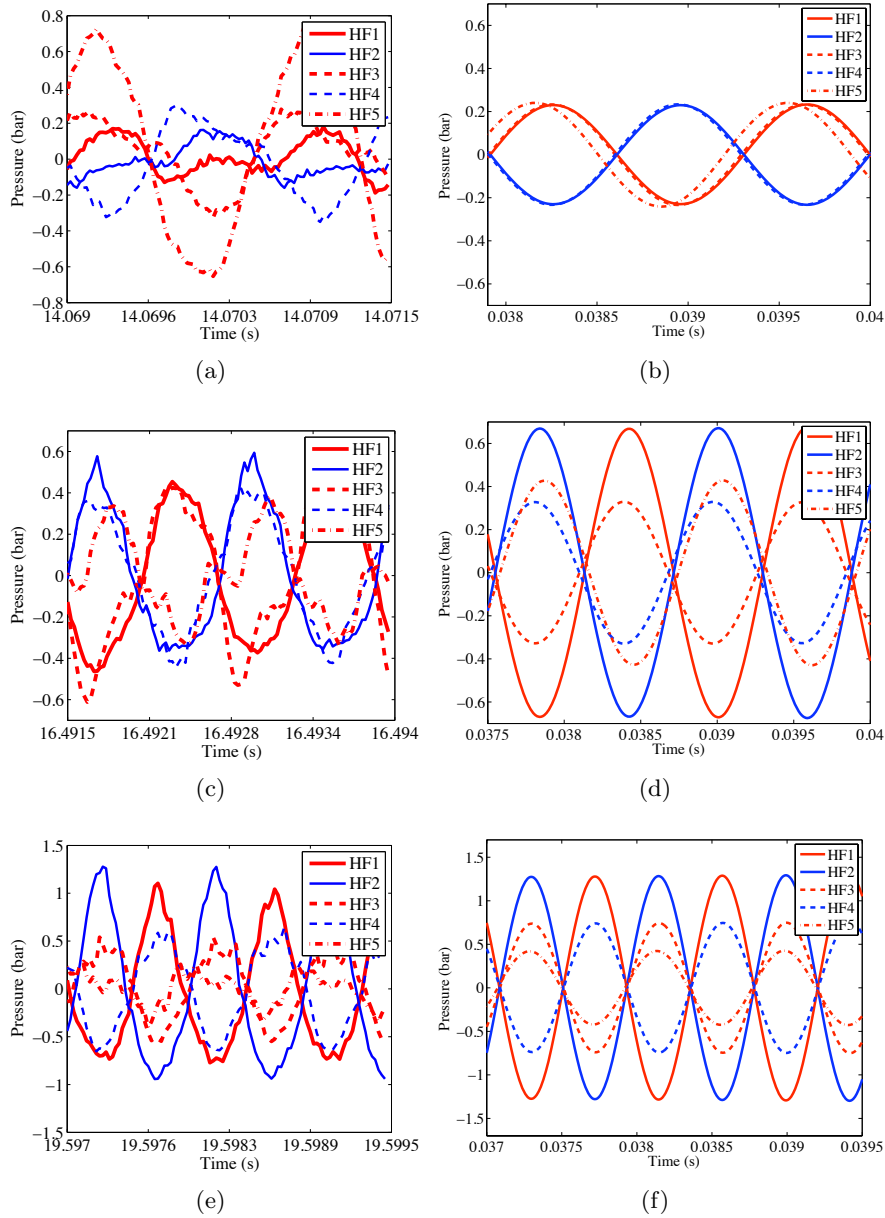 0.8
0.6
0.4
0.2
0
−0.2
−0.4
−0.6
−0.8
14.069
14.0696
14.0703
14.0709
14.0715
Pressure (bar)
Time (s)
HF1
HF2
HF3
HF4
HF5
(a)
0.6
0.4
0.2
0
−0.2
−0.4
−0.6
0.038
0.0385
0.039
0.0395
0.04
Pressure (bar)
Time (s)
HF1
HF2
HF3
HF4
HF5
(b)
0.6
0.4
0.2
0
−0.2
−0.4
−0.6
16.4915
16.4921
16.4928
16.4934
16.494
Pressure (bar)
Time (s)
HF1
HF2
HF3
HF4
HF5
(c)
0.6
0.4
0.2
0
−0.2
−0.4
−0.6
0.0375
0.038
0.0385
0.039
0.0395
0.04
Pressure (bar)
Time (s)
HF1
HF2
HF3
HF4
HF5
(d)
1.5
1
0.5
0
−0.5
−1
−1.5
19.597
19.5976
19.5983
19.5989
19.5995
Pressure (bar)
Time (s)
HF1
HF2
HF3
HF4
HF5
(e)
1.5
1
0.5
0
−0.5
−1
−1.5
0.037
0.0375
0.038
0.0385
0.039
0.0395
Pressure (bar)
Time (s)
HF1
HF2
HF3
HF4
HF5
(f)